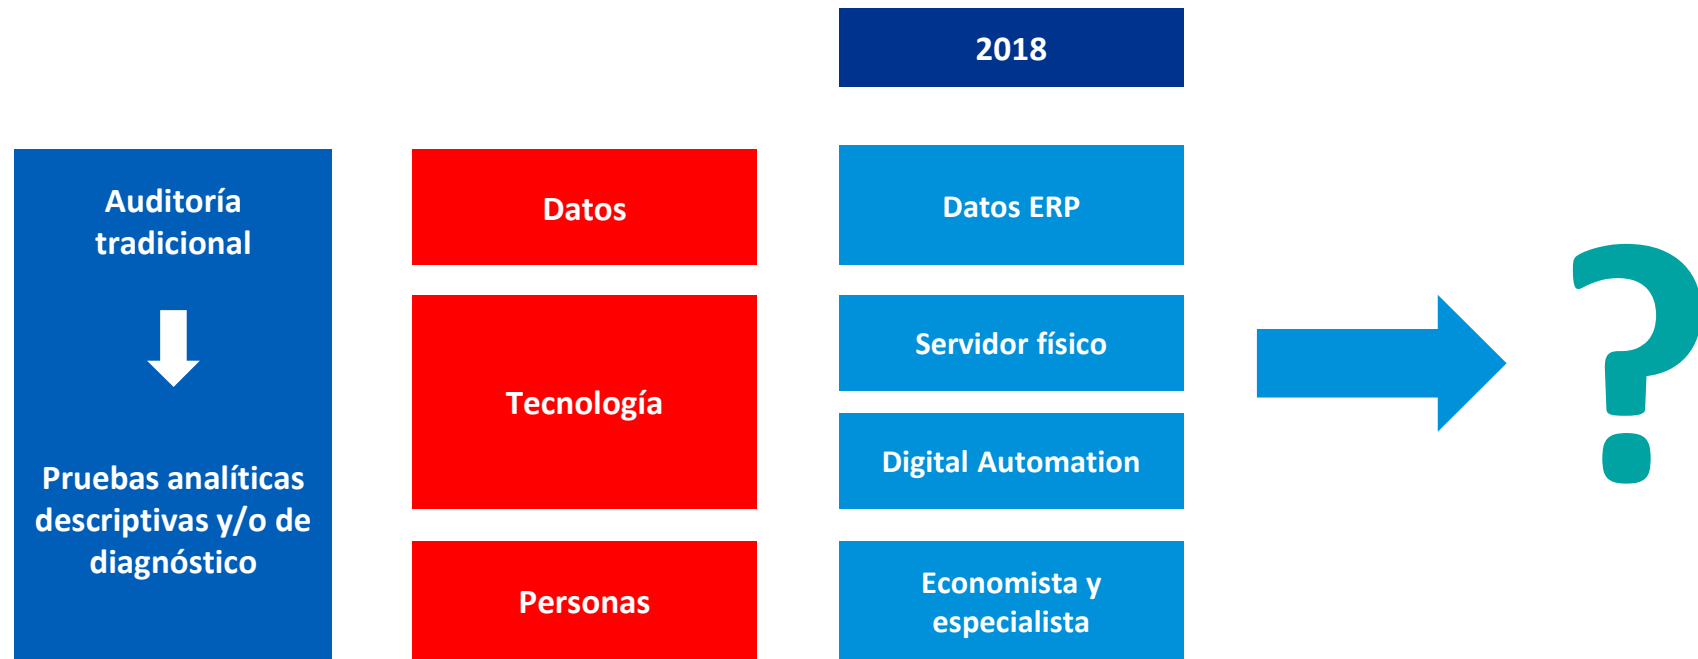 2018
Auditoría
tradicional
Pruebas analíticas
descriptivas y/o de
diagnóstico
Datos
Tecnología
Personas
Datos ERP
Servidor físico
Digital Automation
Economista y
especialista
?